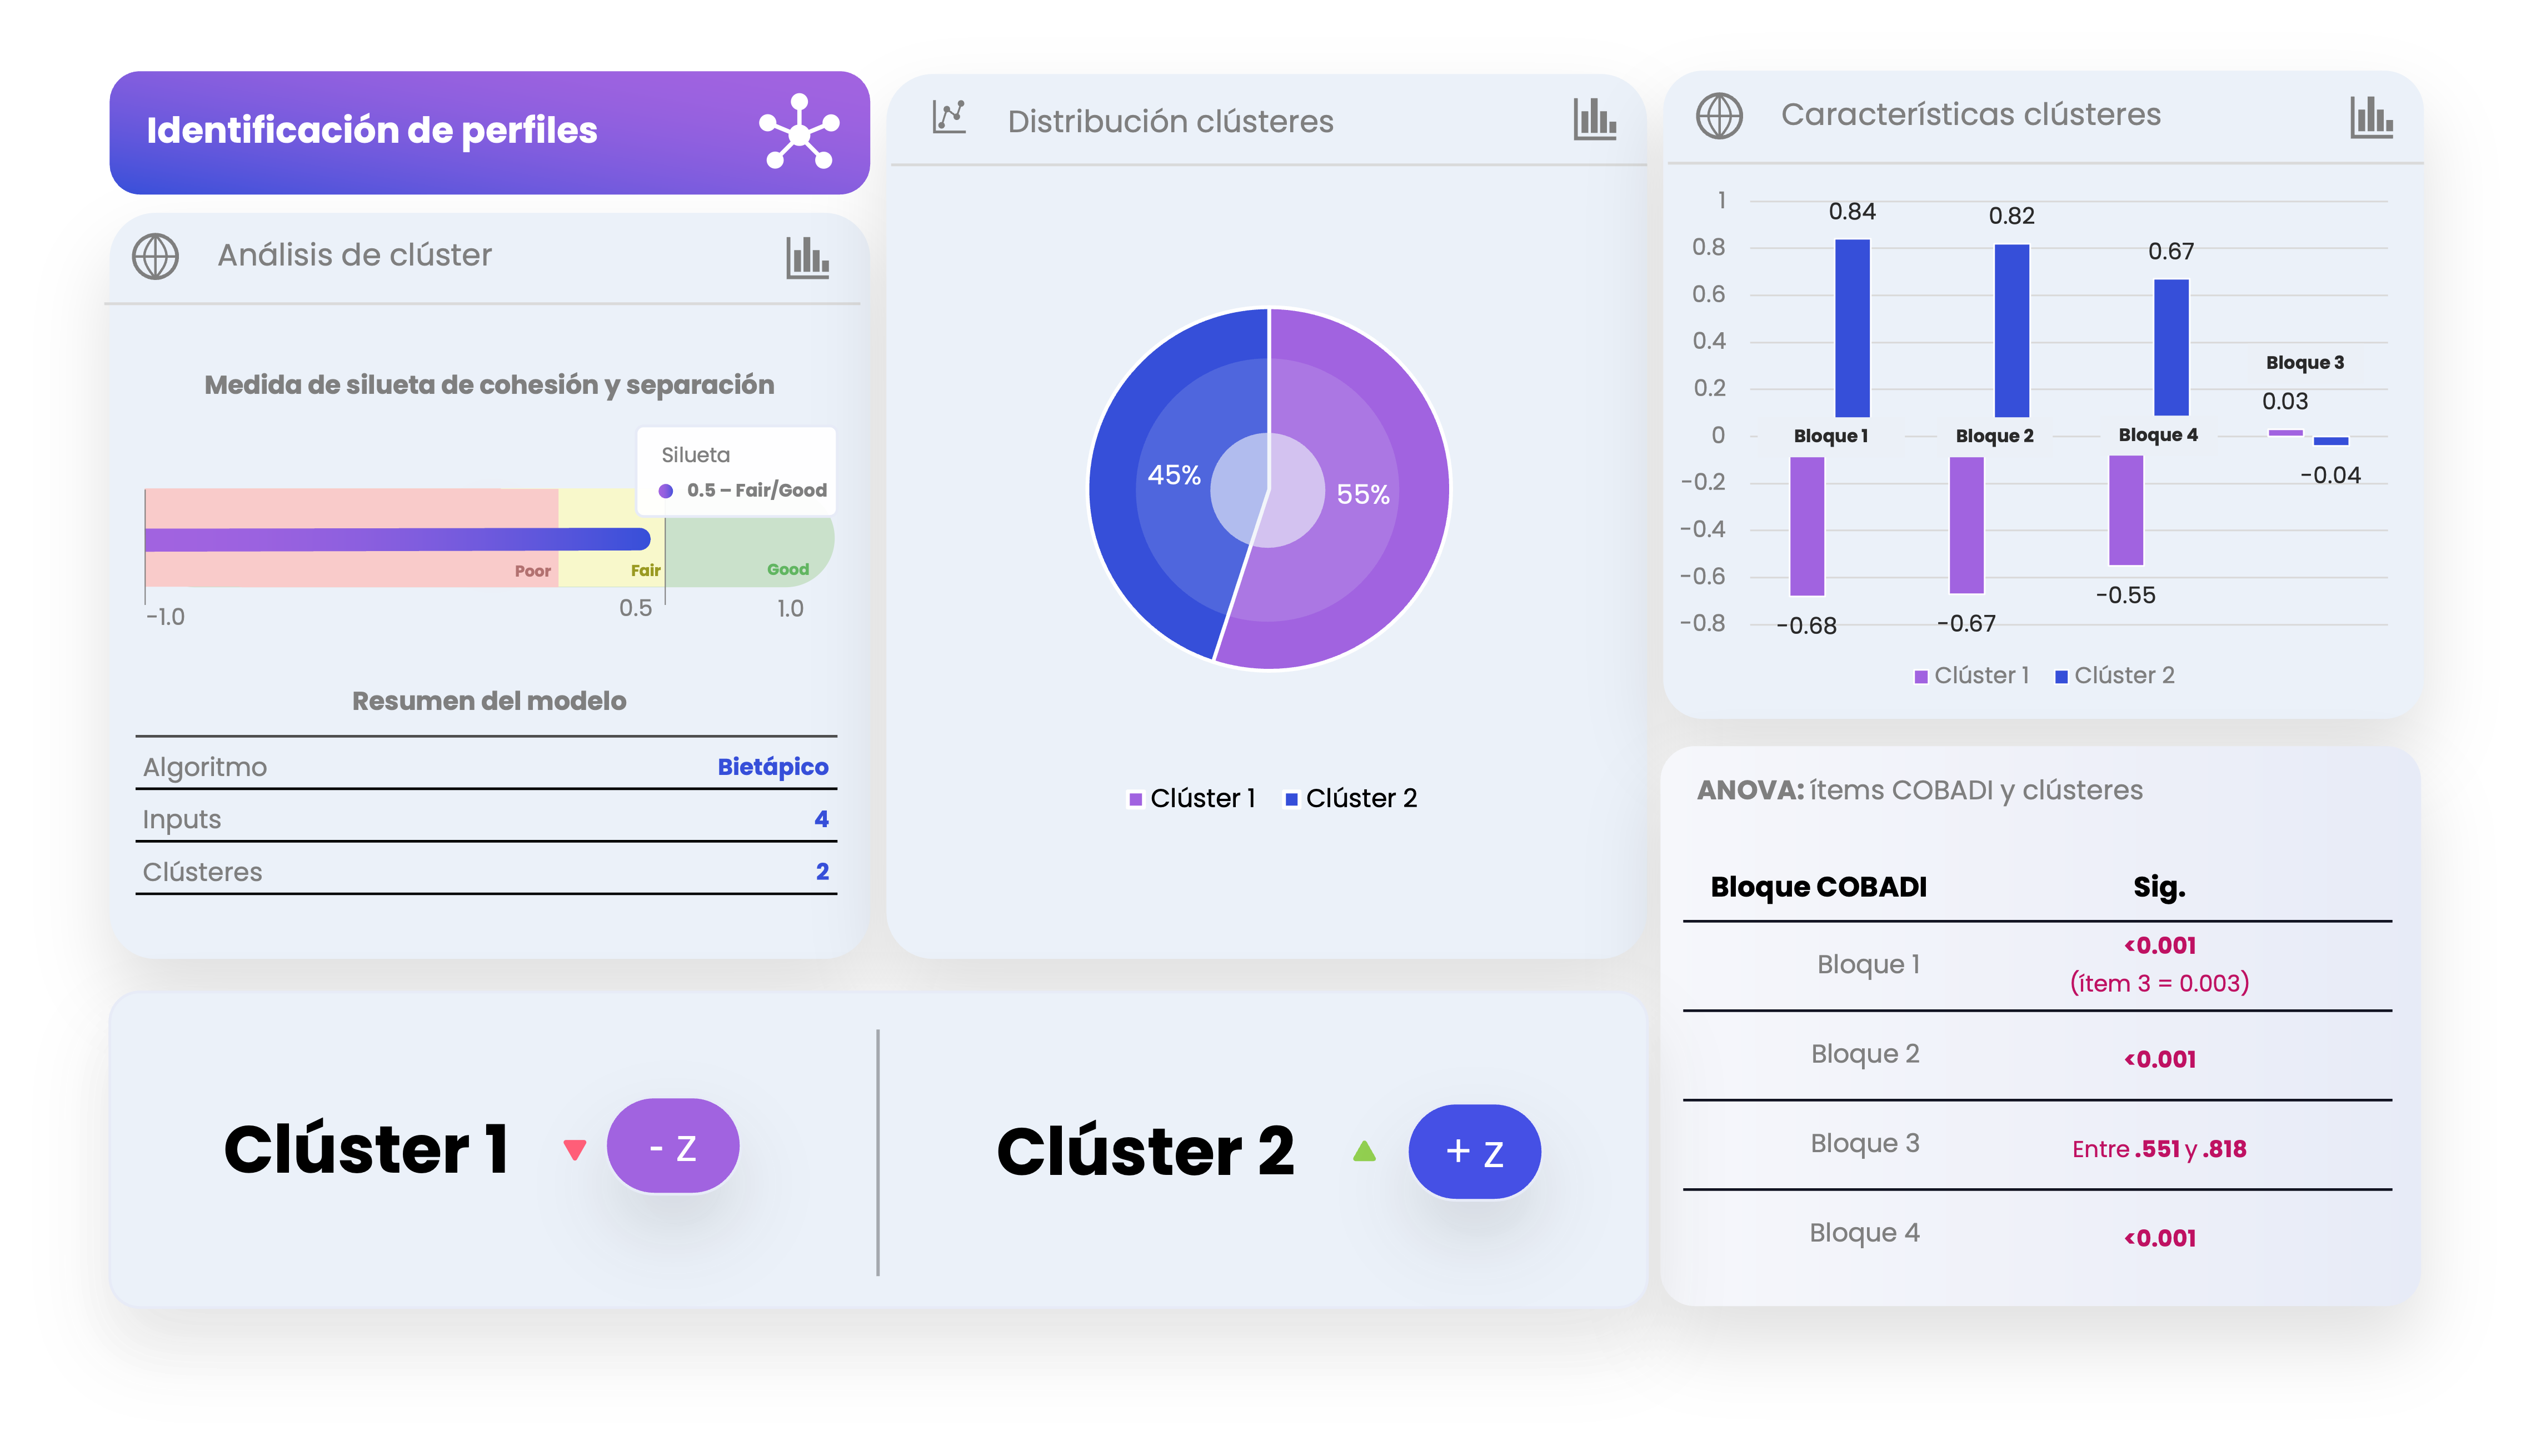 Identificación de perfiles
Análisis de clúster
Medida de silueta de cohesión y separación
Silueta
0.5 – Fair/Good
Poor
Fair
Good
−1.0
0.5
1.0
Resumen del modelo
Algoritmo Bietápico
Inputs 4
Clústeres 2
Distribución clústeres
45%
55%
Clúster 1 Clúster 2
Características clústeres
1
0.8
0.6
0.4
0.2
0
−0.2
−0.4
−0.6
−0.8
0.84
0.82
0.67
Bloque 3
0.03
Bloque 1
Bloque 2
Bloque 4
−0.04
−0.55
−0.68
−0.67
Clúster 1 Clúster 2
ANOVA: ítems COBADI y clústeres
Bloque COBADI Sig.
Bloque 1 <0.001
(ítem 3 = 0.003)
Bloque 2 <0.001
Bloque 3 Entre .551 y .818
Bloque 4 <0.001
Clúster 1 - z
Clúster 2 + z